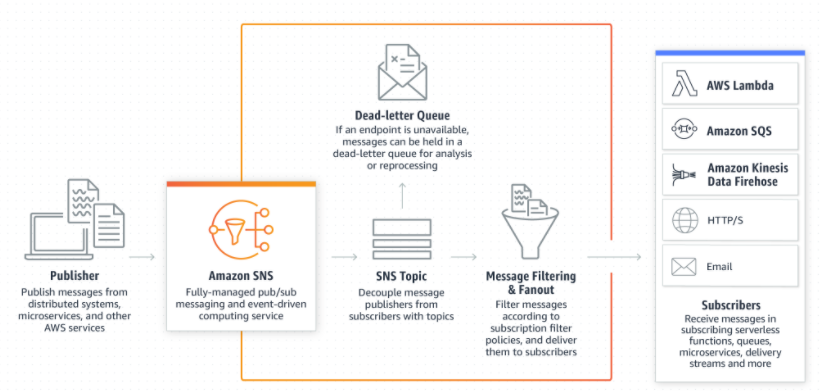 Publisher
Publish messages from
distributed systems,
microservices, and other
AWS services
Amazon SNS
Fully-managed pub/sub
messaging and event-driven
computing service
Dead-letter Queue
If an endpoint is unavailable,
messages can be held in a
dead-letter queue for analysis
or reprocessing
SNS Topic
Decouple message
publishers from
subscribers with topics
Message Filtering
& Fanout
Filter messages
according to
subscription filter
policies, and deliver
them to subscribers
AWS Lambda
Amazon SQS
Amazon Kinesis
Data Firehose
HTTP/S
Email
Subscribers
Receive messages in
subscribing serverless
functions, queues,
microservices, delivery
streams and more